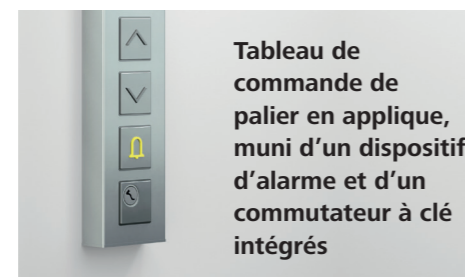 Tableau de
commande de
palier en applique,
muni d'un dispositif
d'alarme et d'un
commutateur à clé
intégrés